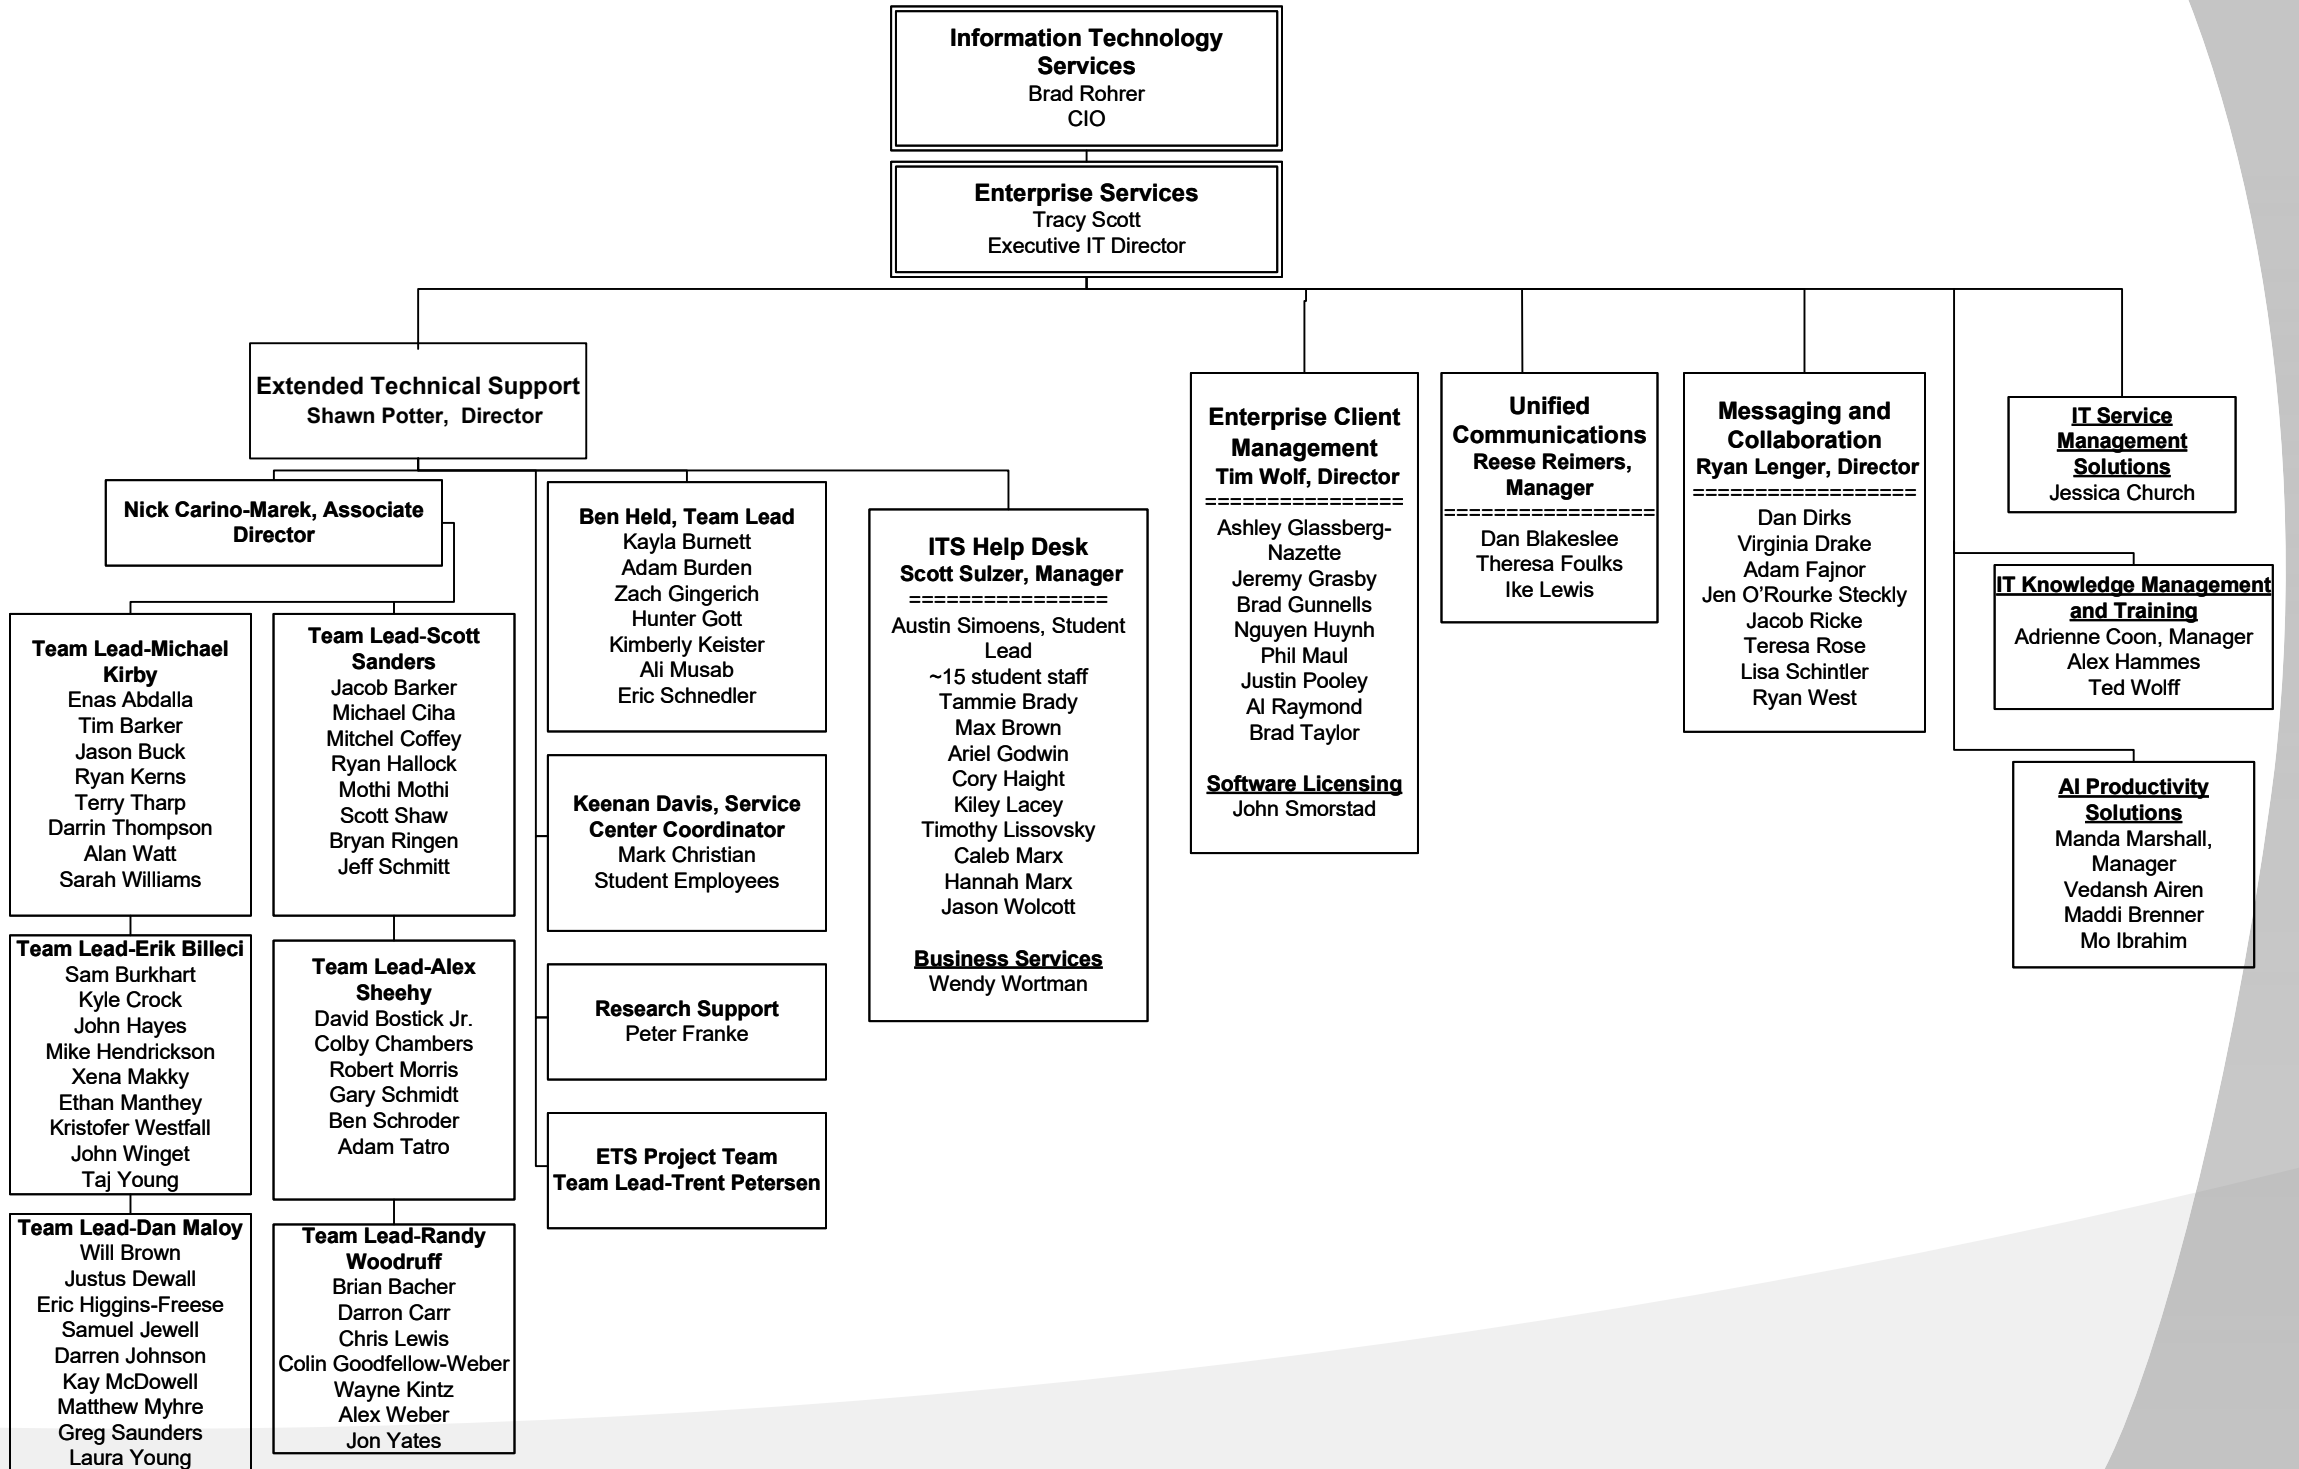 Information Technology
Services
Brad Rohrer
CIO
Enterprise Services
Tracy Scott
Executive IT Director
Extended Technical Support
Shawn Potter,  Director
Nick Carino-Marek, Associate
Director
Team Lead-Michael
Kirby
Enas Abdalla
Tim Barker
Jason Buck
Ryan Kerns
Terry Tharp
Darrin Thompson
Alan Watt
Sarah Williams
Team Lead-Erik Billeci
Sam Burkhart
Kyle Crock
John Hayes
Mike Hendrickson
Xena Makky
Ethan Manthey
Kristofer Westfall
John Winget
Taj Young
Team Lead-Dan Maloy
Will Brown
Justus Dewall
Eric Higgins-Freese
Samuel Jewell
Darren Johnson
Kay McDowell
Matthew Myhre
Greg Saunders
Laura Young
Team Lead-Scott
Sanders
Jacob Barker
Michael Ciha
Mitchel Coffey
Ryan Hallock
Mothi Mothi
Scott Shaw
Bryan Ringen
Jeff Schmitt
Team Lead-Alex
Sheehy
David Bostick Jr.
Colby Chambers
Robert Morris
Gary Schmidt
Ben Schroder
Adam Tatro
Team Lead-Randy
Woodruff
Brian Bacher
Darron Carr
Chris Lewis
Colin Goodfellow-Weber
Wayne Kintz
Alex Weber
Jon Yates
Ben Held, Team Lead
Kayla Burnett
Adam Burden
Zach Gingerich
Hunter Gott
Kimberly Keister
Ali Musab
Eric Schnedler
Keenan Davis, Service
Center Coordinator
Mark Christian
Student Employees
Research Support
Peter Franke
ETS Project Team
Team Lead-Trent Petersen
ITS Help Desk
Scott Sulzer, Manager
================
Austin Simoens, Student
Lead
~15 student staff
Tammie Brady
Max Brown
Ariel Godwin
Cory Haight
Kiley Lacey
Timothy Lissovsky
Caleb Marx
Hannah Marx
Jason Wolcott
Business Services
Wendy Wortman
Enterprise Client
Management
Tim Wolf, Director
================
Ashley Glassberg-
Nazette
Jeremy Grasby
Brad Gunnells
Nguyen Huynh
Phil Maul
Justin Pooley
Al Raymond
Brad Taylor
Software Licensing
John Smorstad
Unified
Communications
Reese Reimers,
Manager
=================
Dan Blakeslee
Theresa Foulks
Ike Lewis
Messaging and
Collaboration
Ryan Lenger, Director
==================
Dan Dirks
Virginia Drake
Adam Fajnor
Jen O’Rourke Steckly
Jacob Ricke
Teresa Rose
Lisa Schintler
Ryan West
IT Service
Management
Solutions
Jessica Church
IT Knowledge Management
and Training
Adrienne Coon, Manager
Alex Hammes
Ted Wolff
AI Productivity
Solutions
Manda Marshall,
Manager
Vedansh Airen
Maddi Brenner
Mo Ibrahim